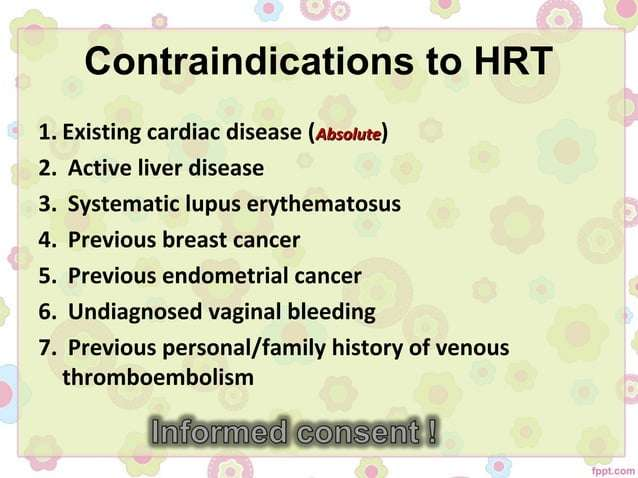 Contraindications to HRT
1. Existing cardiac disease (Absolute)
2. Active liver disease
3. Systematic lupus erythematosus
4. Previous breast cancer
5. Previous endometrial cancer
6. Undiagnosed vaginal bleeding
7. Previous personal/family history of venous
thromboembolism
Informed consent !
fppt.com